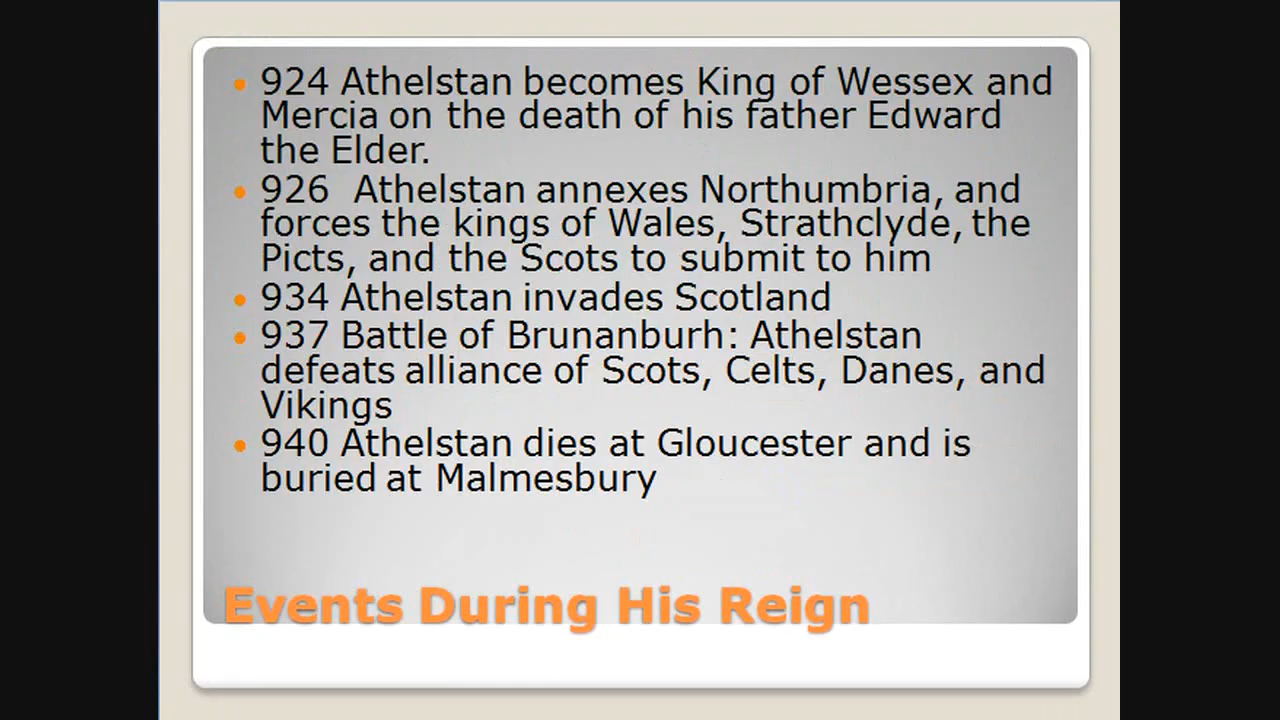 • 924 Athelstan becomes King of Wessex and
Mercia on the death of his father Edward
the Elder.
• 926  Athelstan annexes Northumbria, and
forces the kings of Wales, Strathclyde, the
Picts, and the Scots to submit to him
• 934 Athelstan invades Scotland
• 937 Battle of Brunanburh: Athelstan
defeats alliance of Scots, Celts, Danes, and
Vikings
• 940 Athelstan dies at Gloucester and is
buried at Malmesbury
Events During His Reign